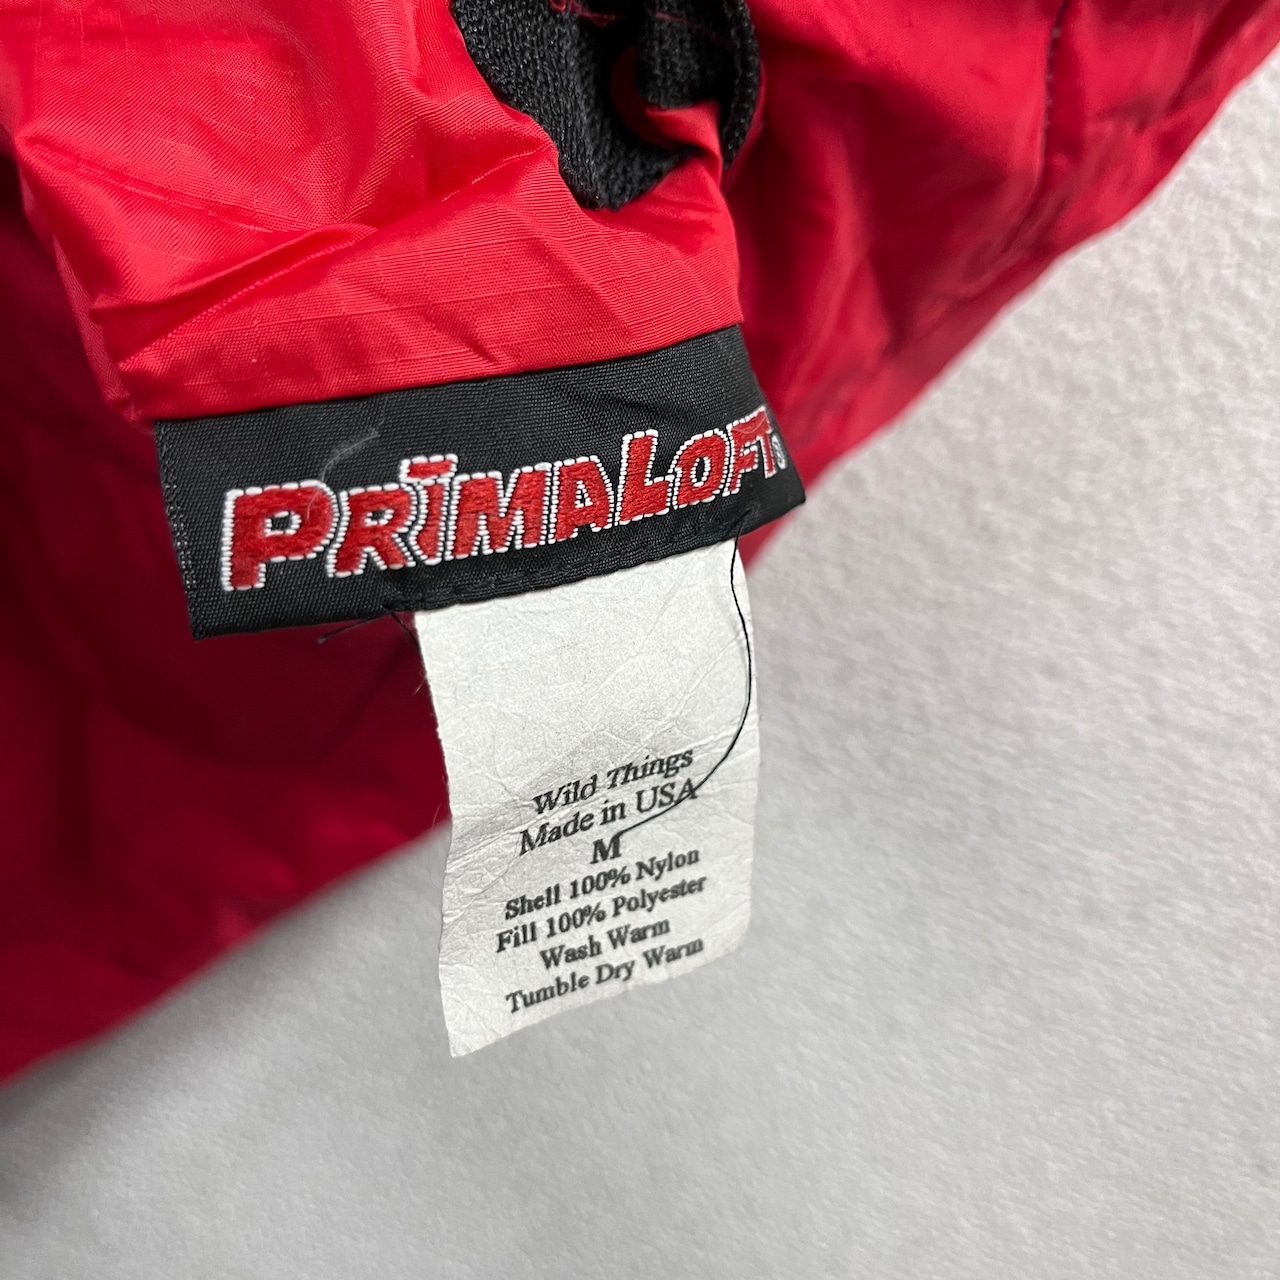 PRIMALOFT®
Wild Things
Made in USA
M
Shell 100% Nylon
Fill 100% Polyester
Wash Warm
Tumble Dry Warm